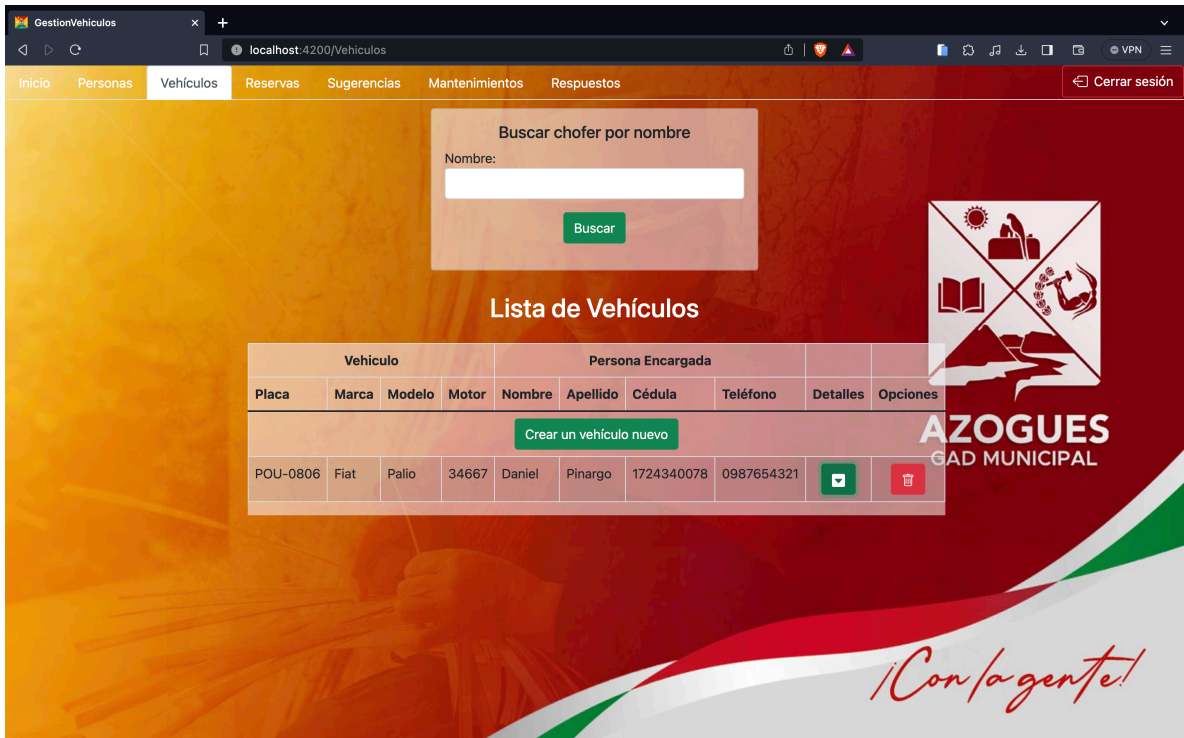 GestionVehiculos
localhost:4200/Vehiculos
VPN
Inicio Personas Vehículos Reservas Sugerencias Mantenimientos Respuestos Cerrar sesión
Buscar chofer por nombre
Nombre:
Buscar
Lista de Vehículos
Vehiculo Persona Encargada
Placa Marca Modelo Motor Nombre Apellido Cédula Teléfono Detalles Opciones
Crear un vehículo nuevo
POU-0806 Fiat Palio 34667 Daniel Pinargo 1724340078 0987654321
AZOGUES
GAD MUNICIPAL
¡Con la gente!